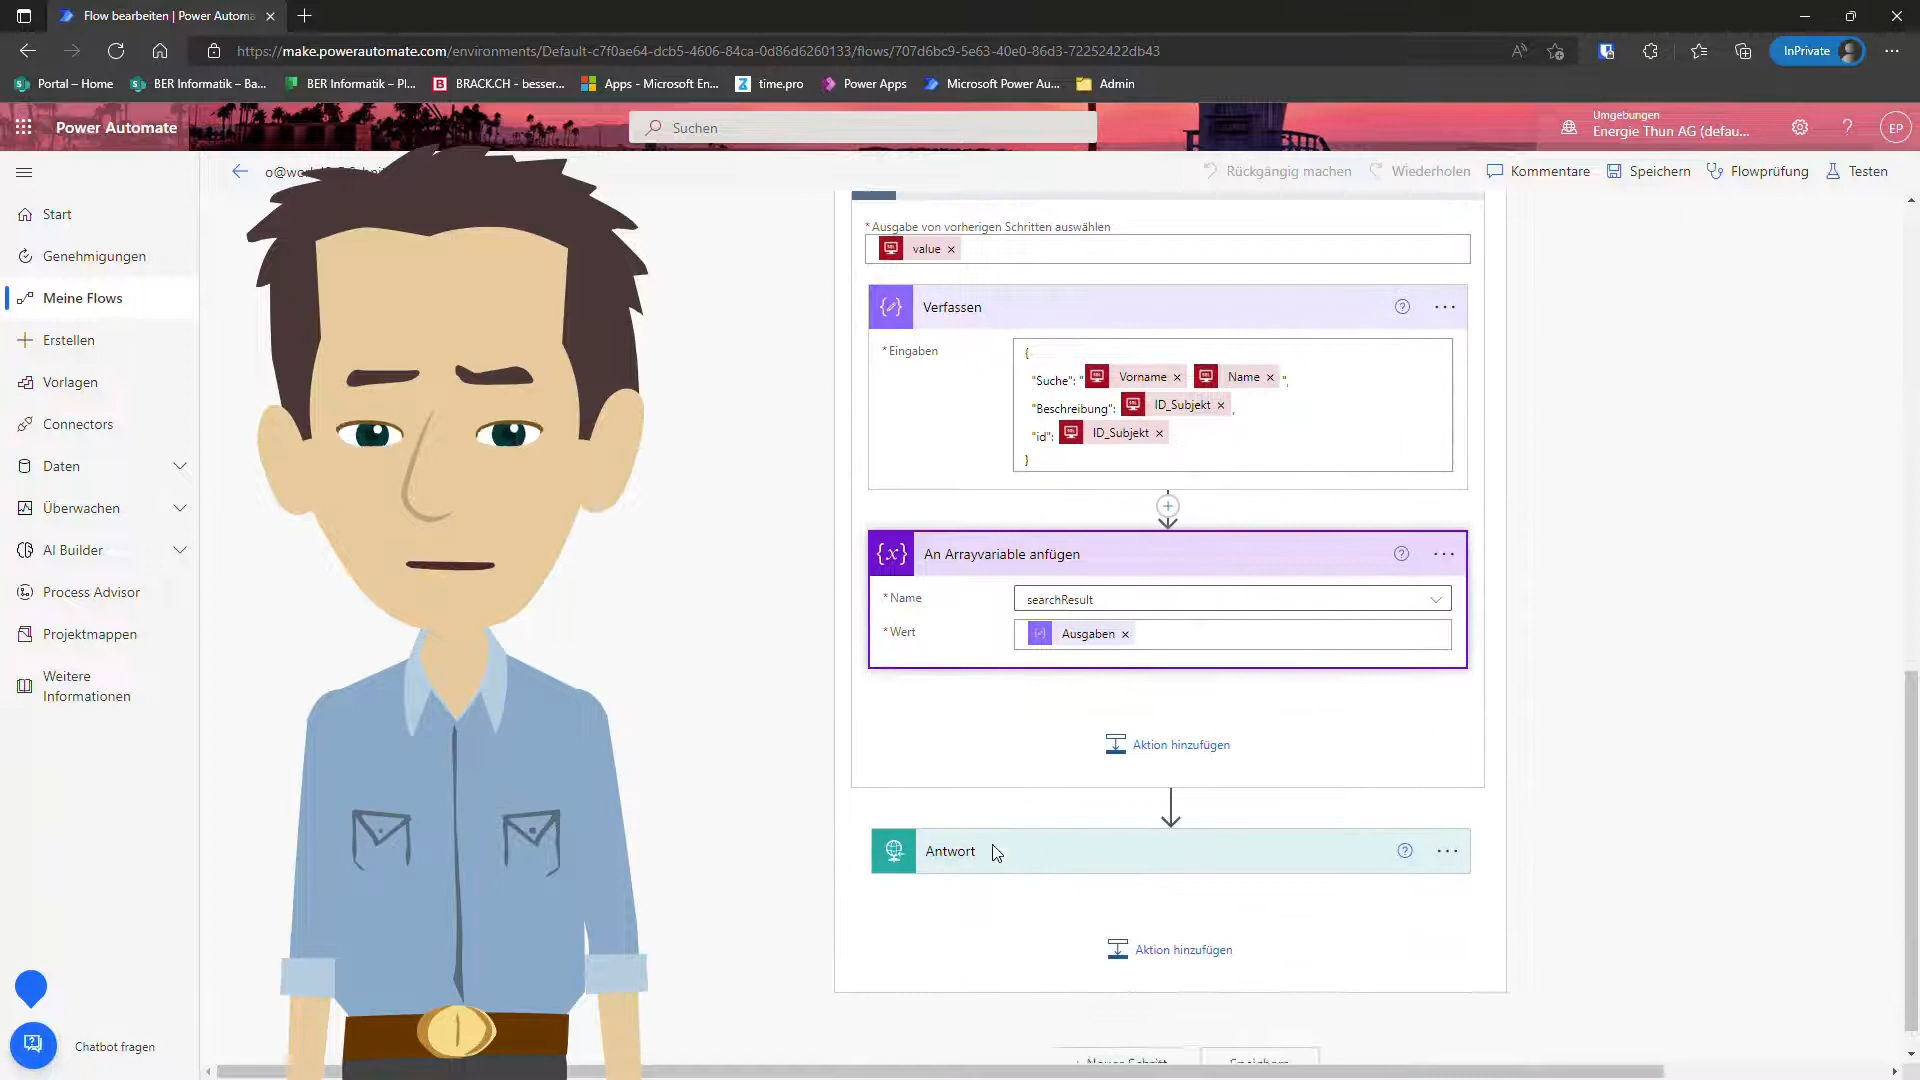 Flow bearbeiten | Power Automa
https://make.powerautomate.com/environments/Default-c7f0ae64-dcb5-4606-84ca-0d86d6260133/flows/707d6bc9-5e63-40e0-86d3-72252422db43
InPrivate
Portal – Home
BER Informatik – Ba...
BER Informatik – Pl...
BRACK.CH - besser...
Apps - Microsoft En...
time.pro
Power Apps
Microsoft Power Au...
Admin
Power Automate
Suchen
Umgebungen
Energie Thun AG (defau...
EP
Rückgängig machen
Wiederholen
Kommentare
Speichern
Flowprüfung
Testen
Start
Genehmigungen
Meine Flows
Erstellen
Vorlagen
Connectors
Daten
Überwachen
AI Builder
Process Advisor
Projektmappen
Weitere
Informationen
Chatbot fragen
* Ausgabe von vorherigen Schritten auswählen
value ×
Verfassen
* Eingaben
{
"Suche": " Vorname × Name × ",
"Beschreibung": ID_Subjekt × ,
"id": ID_Subjekt ×
}
An Arrayvariable anfügen
* Name
searchResult
* Wert
Ausgaben ×
Aktion hinzufügen
Antwort
Aktion hinzufügen
+ Neuer Schritt
Speichern